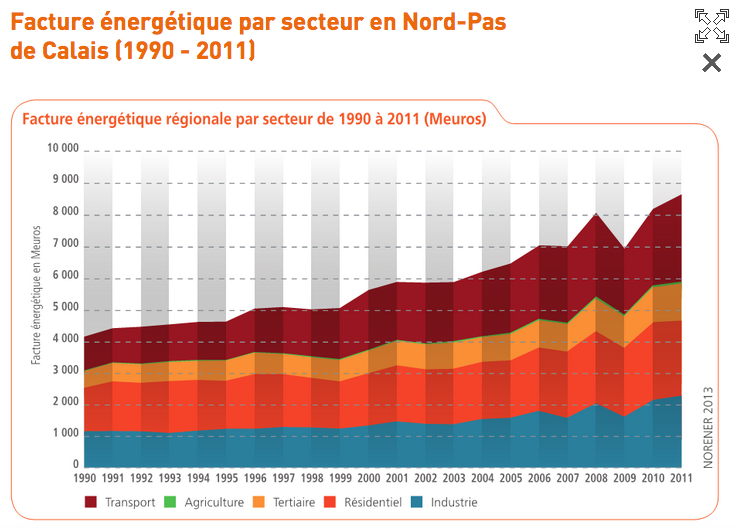 Facture énergétique par secteur en Nord-Pas
de Calais (1990 - 2011)
Facture énergétique régionale par secteur de 1990 à 2011 (Meuros)
Facture énergétique en Meuros
10 000
9 000
8 000
7 000
6 000
5 000
4 000
3 000
2 000
1 000
0
1990 1991 1992 1993 1994 1995 1996 1997 1998 1999 2000 2001 2002 2003 2004 2005 2006 2007 2008 2009 2010 2011
NORENER 2013
Transport Agriculture Tertiaire Résidentiel Industrie